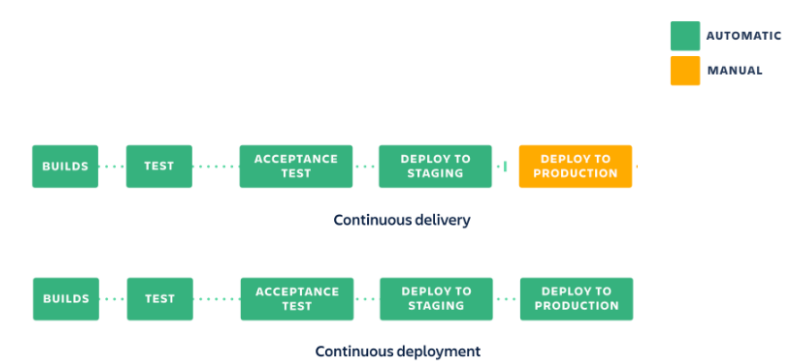 AUTOMATIC
MANUAL
BUILDS
TEST
ACCEPTANCE
TEST
DEPLOY TO
STAGING
DEPLOY TO
PRODUCTION
Continuous delivery
BUILDS
TEST
ACCEPTANCE
TEST
DEPLOY TO
STAGING
DEPLOY TO
PRODUCTION
Continuous deployment